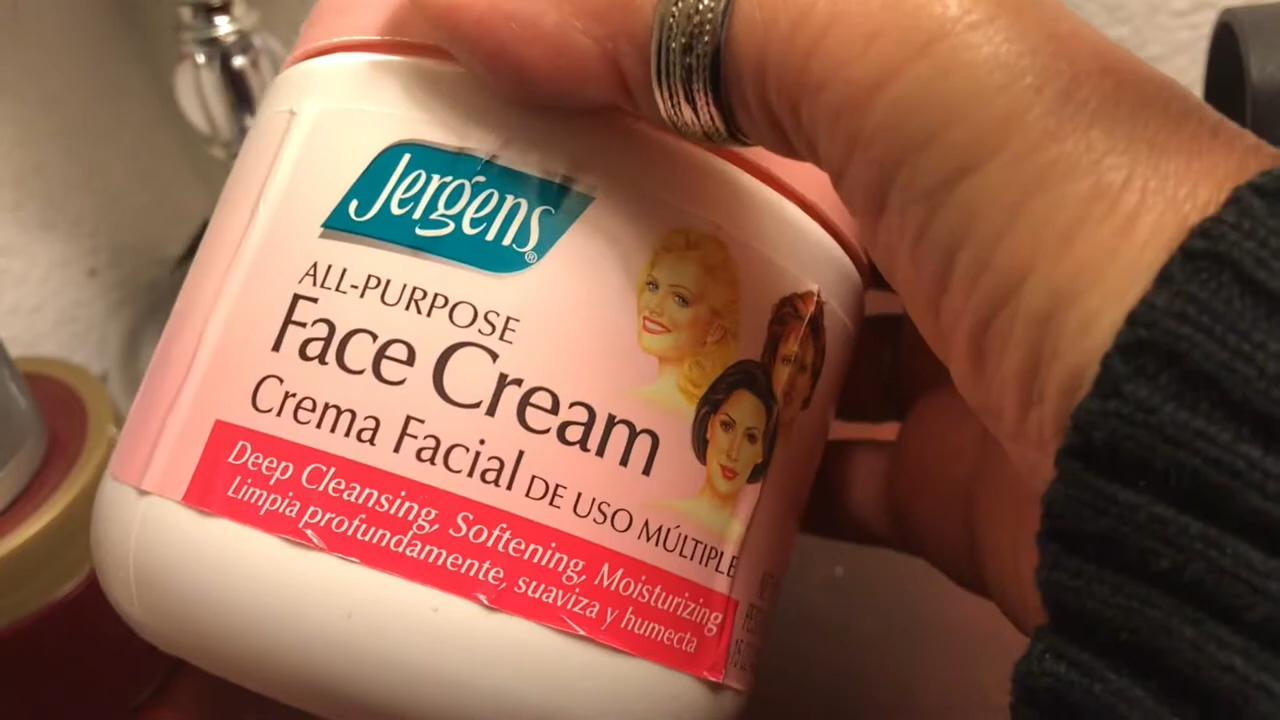 Jergens®
ALL-PURPOSE
Face Cream
Crema Facial DE USO MÚLTIPLE
Deep Cleansing, Softening, Moisturizing
Limpia profundamente, suaviza y humecta